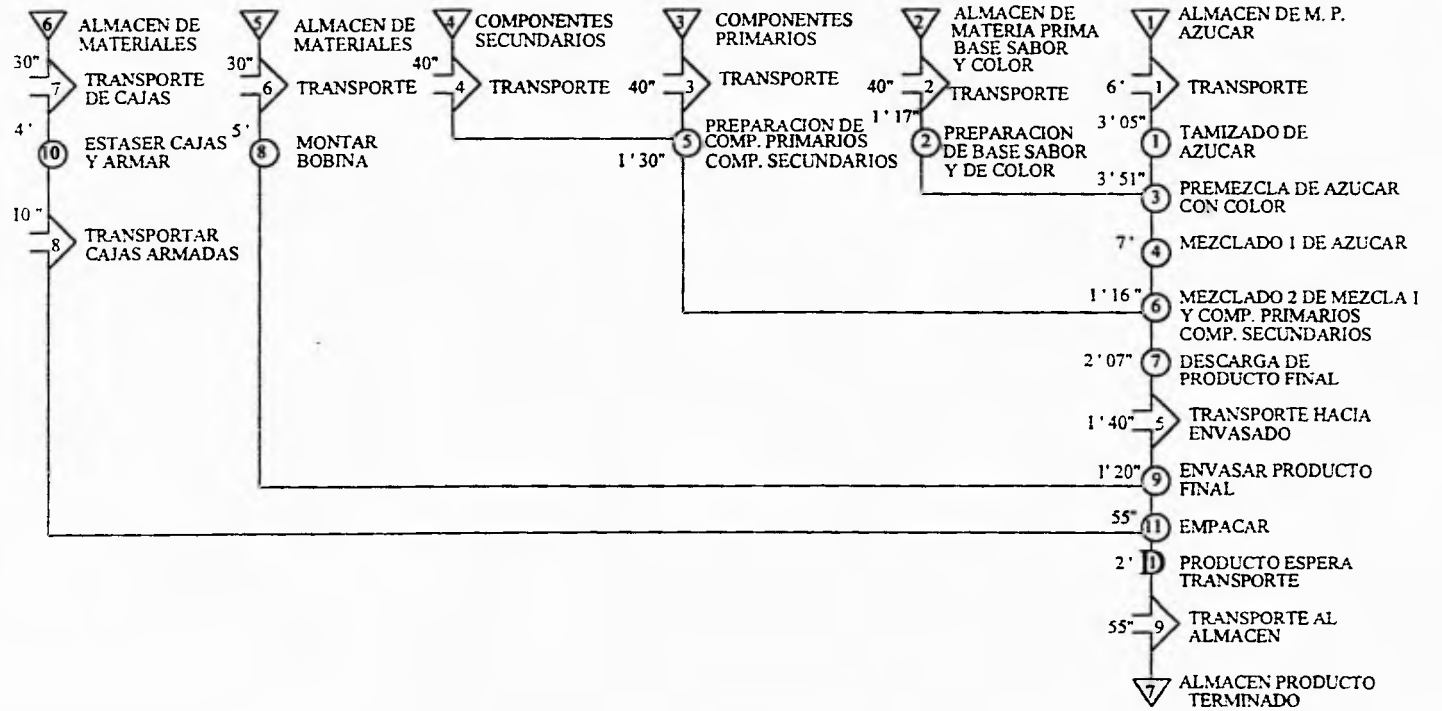 6
ALMACEN DE
MATERIALES
30"
7
TRANSPORTE
DE CAJAS
4'
10
ESTASER CAJAS
Y ARMAR
10"
8
TRANSPORTAR
CAJAS ARMADAS
5
ALMACEN DE
MATERIALES
30"
6
TRANSPORTE
5'
8
MONTAR
BOBINA
4
COMPONENTES
SECUNDARIOS
40"
4
TRANSPORTE
3
COMPONENTES
PRIMARIOS
40"
3
TRANSPORTE
1'30"
5
PREPARACION DE
COMP. PRIMARIOS
COMP. SECUNDARIOS
2
ALMACEN DE
MATERIA PRIMA
BASE SABOR
Y COLOR
40"
2
TRANSPORTE
1'17"
2
PREPARACION
DE BASE SABOR
Y DE COLOR
1
ALMACEN DE M. P.
AZUCAR
6'
1
TRANSPORTE
3'05"
1
TAMIZADO DE
AZUCAR
3'51"
3
PREMEZCLA DE AZUCAR
CON COLOR
7'
4
MEZCLADO 1 DE AZUCAR
1'16"
6
MEZCLADO 2 DE MEZCLA 1
Y COMP. PRIMARIOS
COMP. SECUNDARIOS
2'07"
7
DESCARGA DE
PRODUCTO FINAL
1'40"
5
TRANSPORTE HACIA
ENVASADO
1'20"
9
ENVASAR PRODUCTO
FINAL
55"
11
EMPACAR
2'
1
PRODUCTO ESPERA
TRANSPORTE
55"
9
TRANSPORTE AL
ALMACEN
7
ALMACEN PRODUCTO
TERMINADO